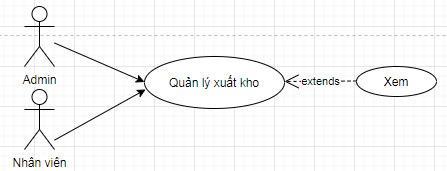 Admin
Quản lý xuất kho
extends
Xem
Nhân viên